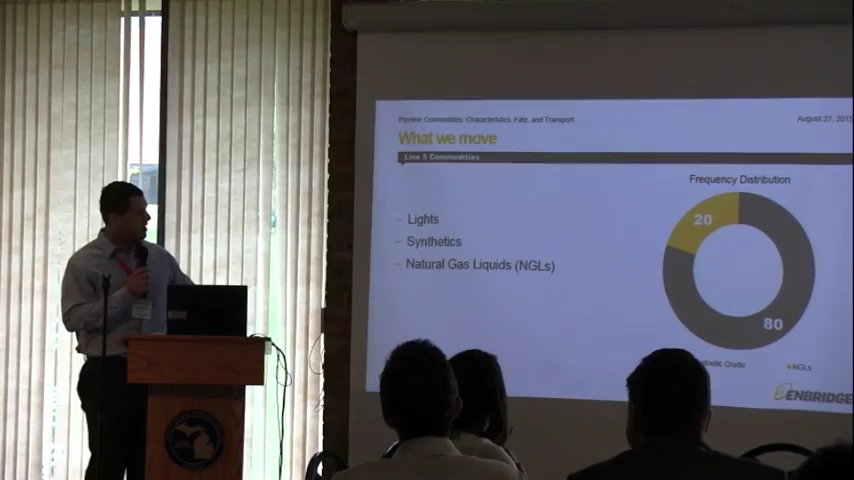 Pipeline Commodities: Characteristics, Fate, and Transport
August 27, 2015
What we move
Line 5 Commodities
Frequency Distribution
20
– Lights
– Synthetics
– Natural Gas Liquids (NGLs)
80
Crude
NGLs
ENBRIDGE